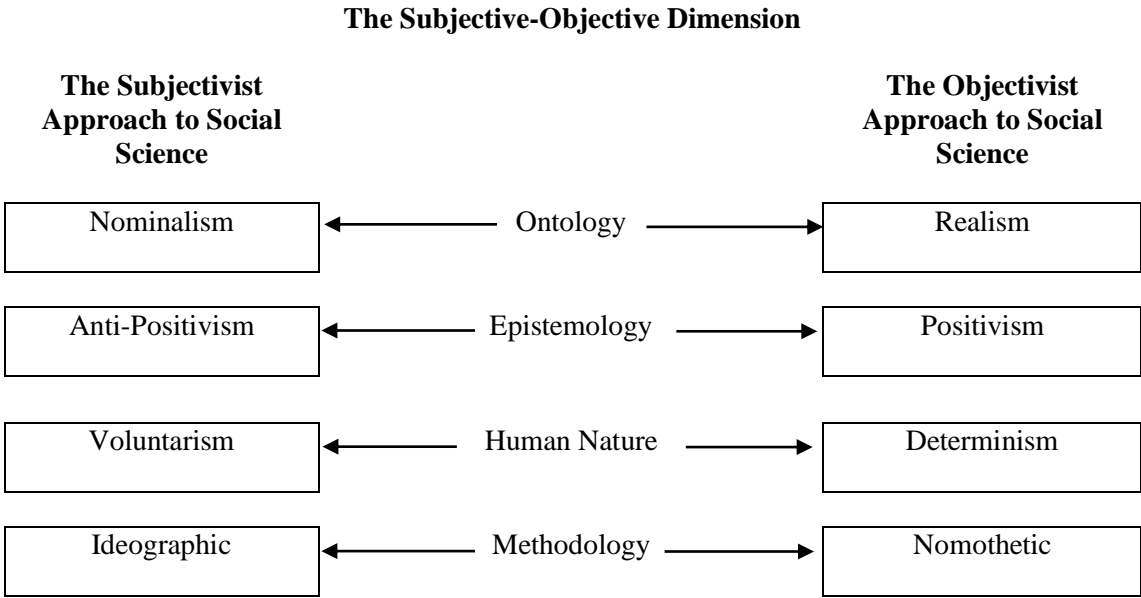 The Subjective-Objective Dimension
The Subjectivist
Approach to Social
Science
The Objectivist
Approach to Social
Science
Nominalism
Ontology
Realism
Anti-Positivism
Epistemology
Positivism
Voluntarism
Human Nature
Determinism
Ideographic
Methodology
Nomothetic